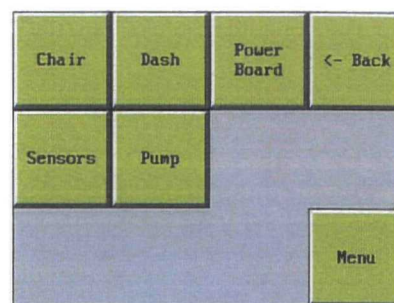 Chair
Dash
Power
Board
<- Back
Sensors
Pump
Menu